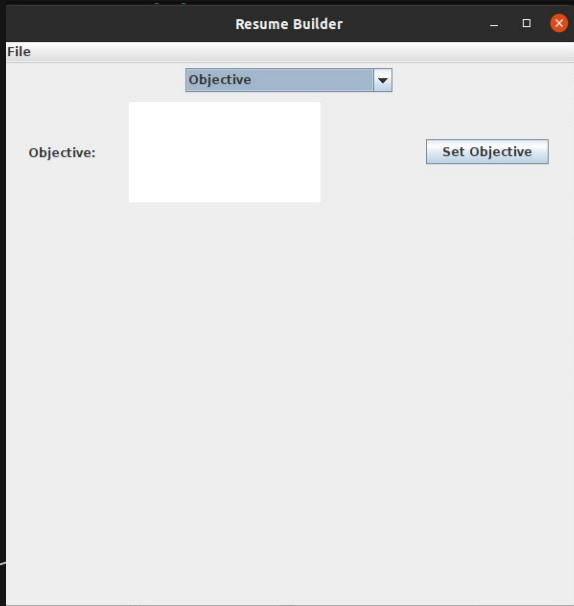 Resume Builder
File
Objective
Objective:
Set Objective